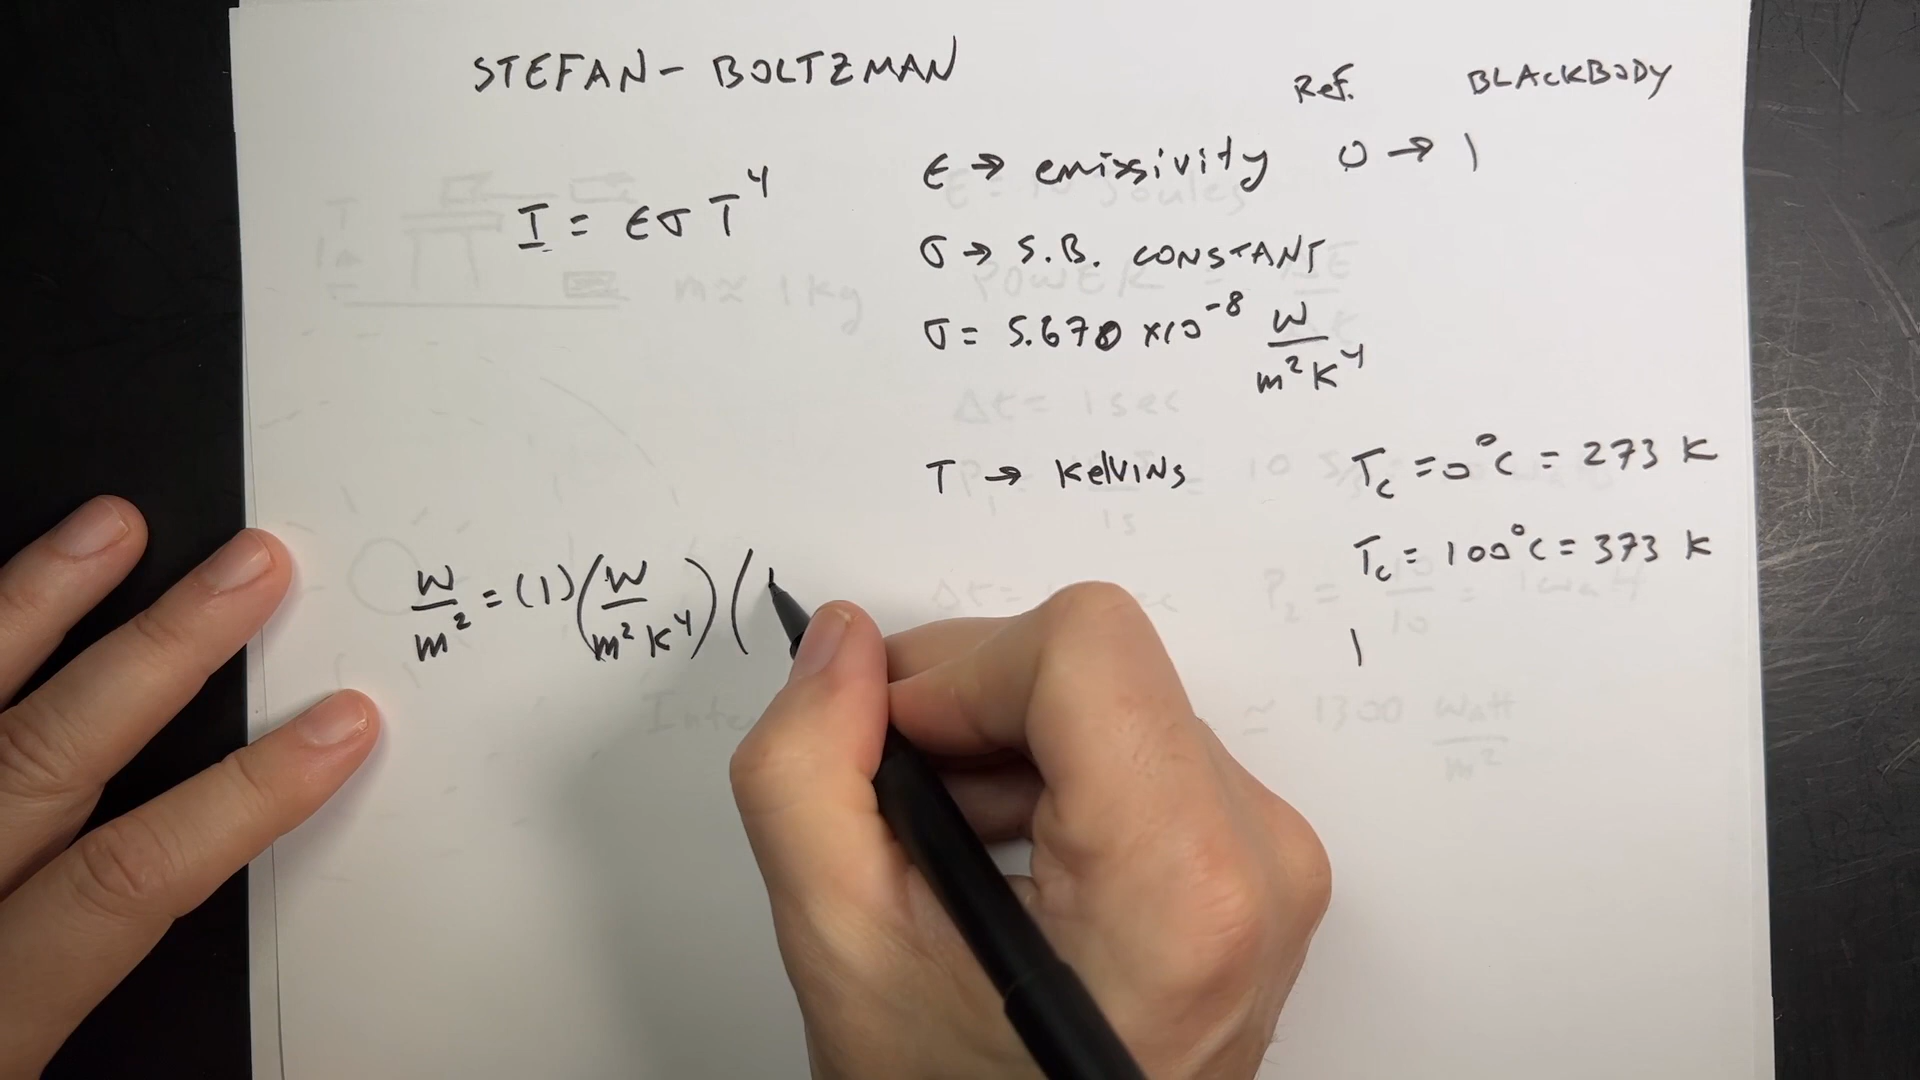 STEFAN - BOLTZMAN
Ref. BLACKBODY
I = ϵσT⁴
ϵ → emissivity 0 → 1
σ → S.B. CONSTANT
σ = 5.670 x10⁻⁸ W/m²K⁴
T → Kelvins
T_c = 0°C = 273 K
T_c = 100°C = 373 K
W/m² = (1)(W/m²K⁴)(
1